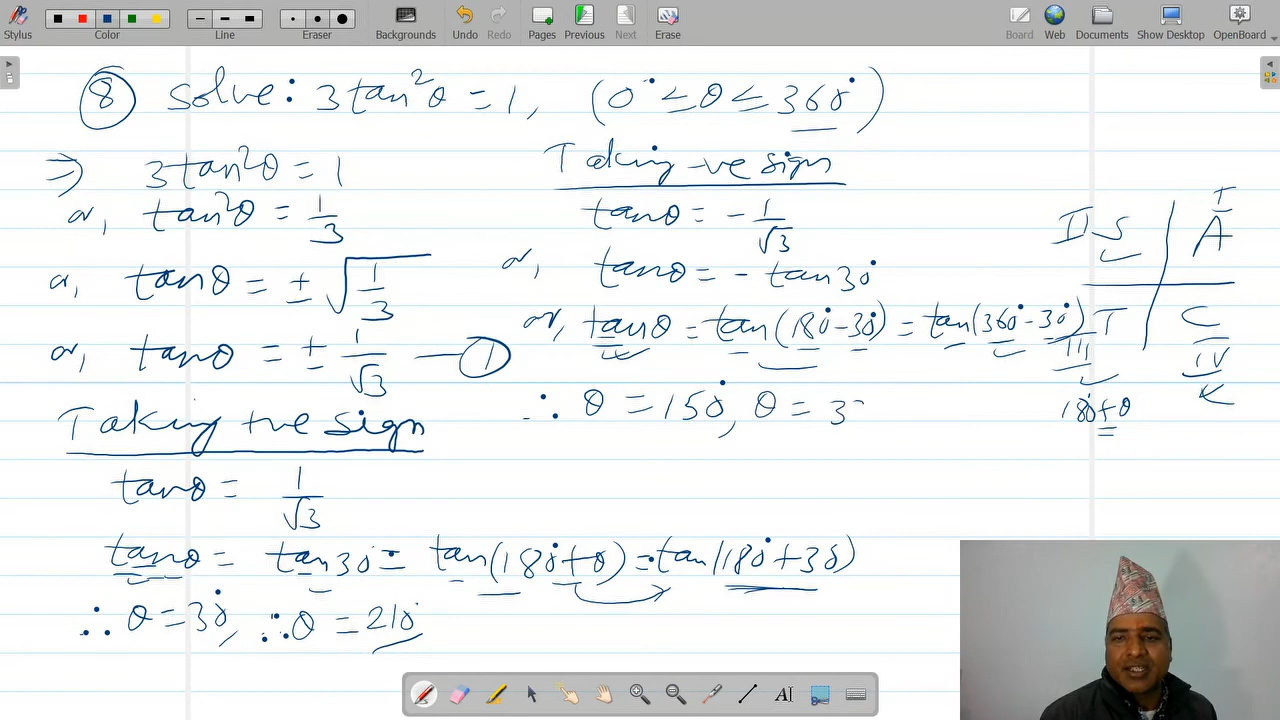 Stylus
Color
Line
Eraser
Backgrounds
Undo
Redo
Pages
Previous
Next
Erase
Board
Web
Documents
Show Desktop
OpenBoard
⑧ Solve: 3tan²θ = 1, (0° ≤ θ ≤ 360°)
⇒ 3tan²θ = 1
or, tan²θ = 1/3
or, tanθ = ± √(1/3)
or, tanθ = ± 1/√3 — ①
Taking +ve sign
tanθ = 1/√3
tanθ = tan30° = tan(180°+θ) = tan(180°+30)
∴ θ = 30°, ∴ θ = 210°
Taking -ve sign
tanθ = - 1/√3
or, tanθ = - tan30°
or, tanθ = tan(180°-30°) = tan(360°-30°)
∴ θ = 150°, θ = 3
I
II S A
T C
III IV
180+θ